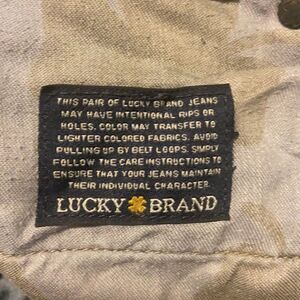 THIS PAIR OF LUCKY BRAND JEANS
MAY HAVE INTENTIONAL RIPS OR
HOLES. COLOR MAY TRANSFER TO
LIGHTER COLORED FABRICS. AVOID
PULLING UP BY BELT LOOPS. SIMPLY
FOLLOW THE CARE INSTRUCTIONS TO
ENSURE THAT YOUR JEANS MAINTAIN
THEIR INDIVIDUAL CHARACTER.
LUCKY BRAND